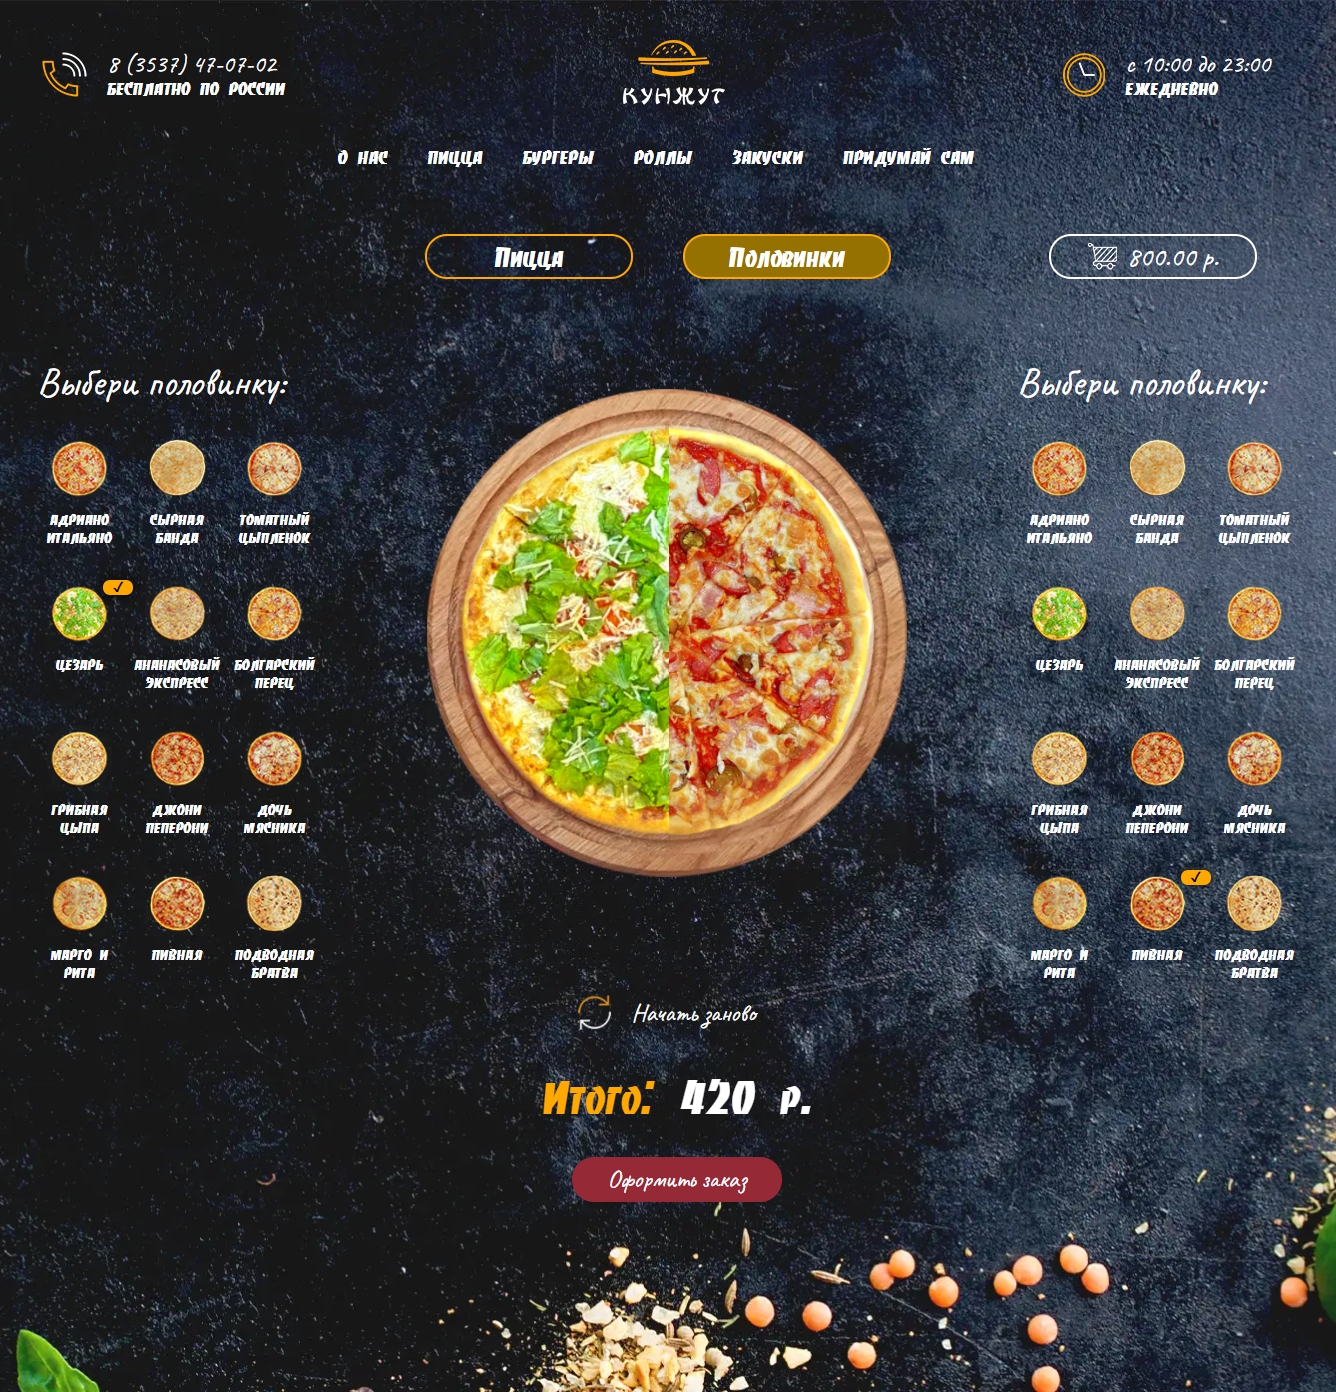 8 (3537) 47-07-02
БЕСПЛАТНО ПО РОССИИ
КУНЖУТ
с 10:00 до 23:00
ЕЖЕДНЕВНО
О НАС ПИЦЦА БУРГЕРЫ РОЛЛЫ ЗАКУСКИ ПРИДУМАЙ САМ
Пицца
Половинки
800.00 р.
Выбери половинку:
АДРИАНО
ИТАЛЬЯНО
СЫРНАЯ
БАНДА
ТОМАТНЫЙ
ЦЫПЛЕНОК
ЦЕЗАРЬ
АНАНАСОВЫЙ
ЭКСПРЕСС
БОЛГАРСКИЙ
ПЕРЕЦ
ГРИБНАЯ
ЦЫПА
ДЖОНИ
ПЕПЕРОНИ
ДОЧЬ
МЯСНИКА
МАРГО И
РИТА
ПИВНАЯ
ПОДВОДНАЯ
БРАТВА
Выбери половинку:
АДРИАНО
ИТАЛЬЯНО
СЫРНАЯ
БАНДА
ТОМАТНЫЙ
ЦЫПЛЕНОК
ЦЕЗАРЬ
АНАНАСОВЫЙ
ЭКСПРЕСС
БОЛГАРСКИЙ
ПЕРЕЦ
ГРИБНАЯ
ЦЫПА
ДЖОНИ
ПЕПЕРОНИ
ДОЧЬ
МЯСНИКА
МАРГО И
РИТА
ПИВНАЯ
ПОДВОДНАЯ
БРАТВА
Начать заново
Итого: 420 р.
Оформить заказ